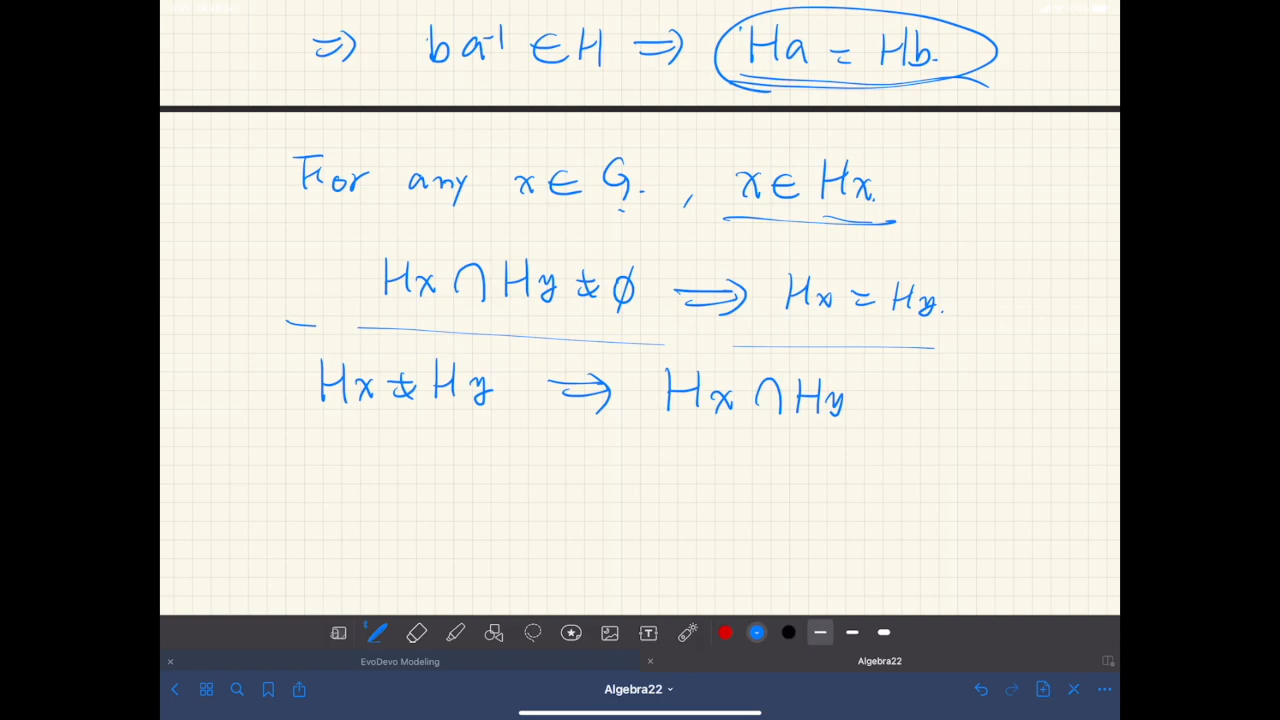 ⇒ ba⁻¹ ∈ H ⇒ Ha = Hb.
For any x ∈ G. , x ∈ Hx.
Hx ∩ Hy ≠ ∅ ⇒ Hx = Hy.
Hx ≠ Hy ⇒ Hx ∩ Hy
EvoDevo Modeling
Algebra22
Algebra22